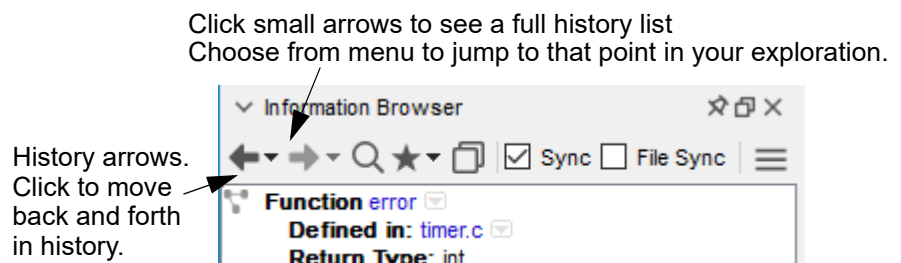 Click small arrows to see a full history list
Choose from menu to jump to that point in your exploration.
Information Browser
History arrows.
Click to move
back and forth
in history.
Sync File Sync
Function error
Defined in: timer.c
Return Type: int